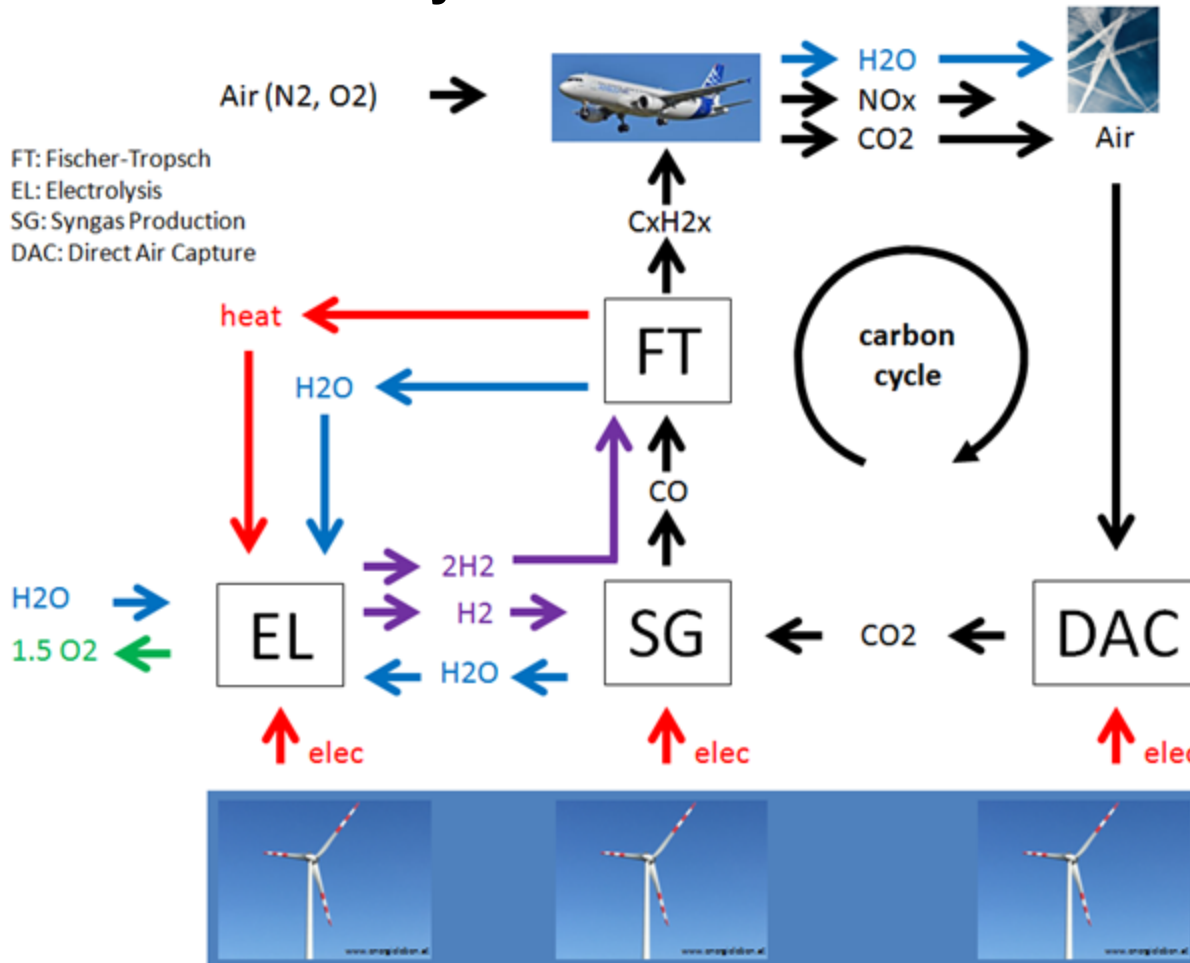 H2O
Air (N2, O2)
NOx
CO2
Air
FT: Fischer-Tropsch
EL: Electrolysis
SG: Syngas Production
DAC: Direct Air Capture
CxH2x
heat
FT
carbon
cycle
H2O
CO
2H2
H2O
H2
1.5 O2
EL
SG
CO2
DAC
H2O
elec
elec
elec